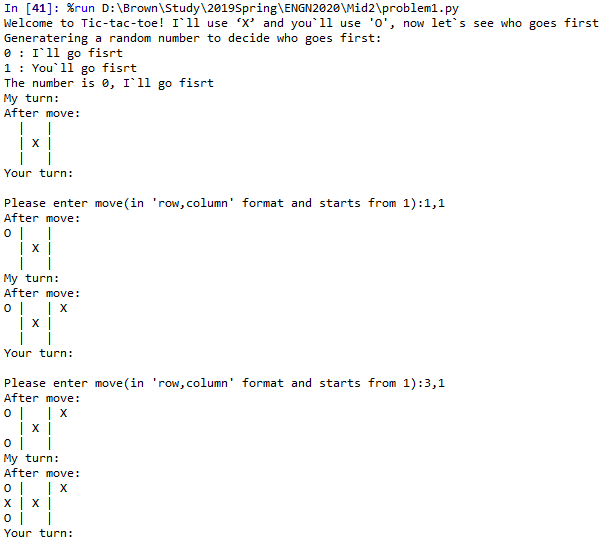 In [41]: %run D:\Brown\Study\2019Spring\ENGN2020\Mid2\problem1.py
Welcome to Tic-tac-toe! I`ll use ‘X’ and you`ll use 'O', now let`s see who goes first
Generatering a random number to decide who goes first:
0 : I`ll go fisrt
1 : You`ll go fisrt
The number is 0, I`ll go fisrt
My turn:
After move:
  |   |
  | X |
  |   |
Your turn:
Please enter move(in 'row,column' format and starts from 1):1,1
After move:
O |   |
  | X |
  |   |
My turn:
After move:
O |   | X
  | X |
  |   |
Your turn:
Please enter move(in 'row,column' format and starts from 1):3,1
After move:
O |   | X
  | X |
O |   |
My turn:
After move:
O |   | X
X | X |
O |   |
Your turn: